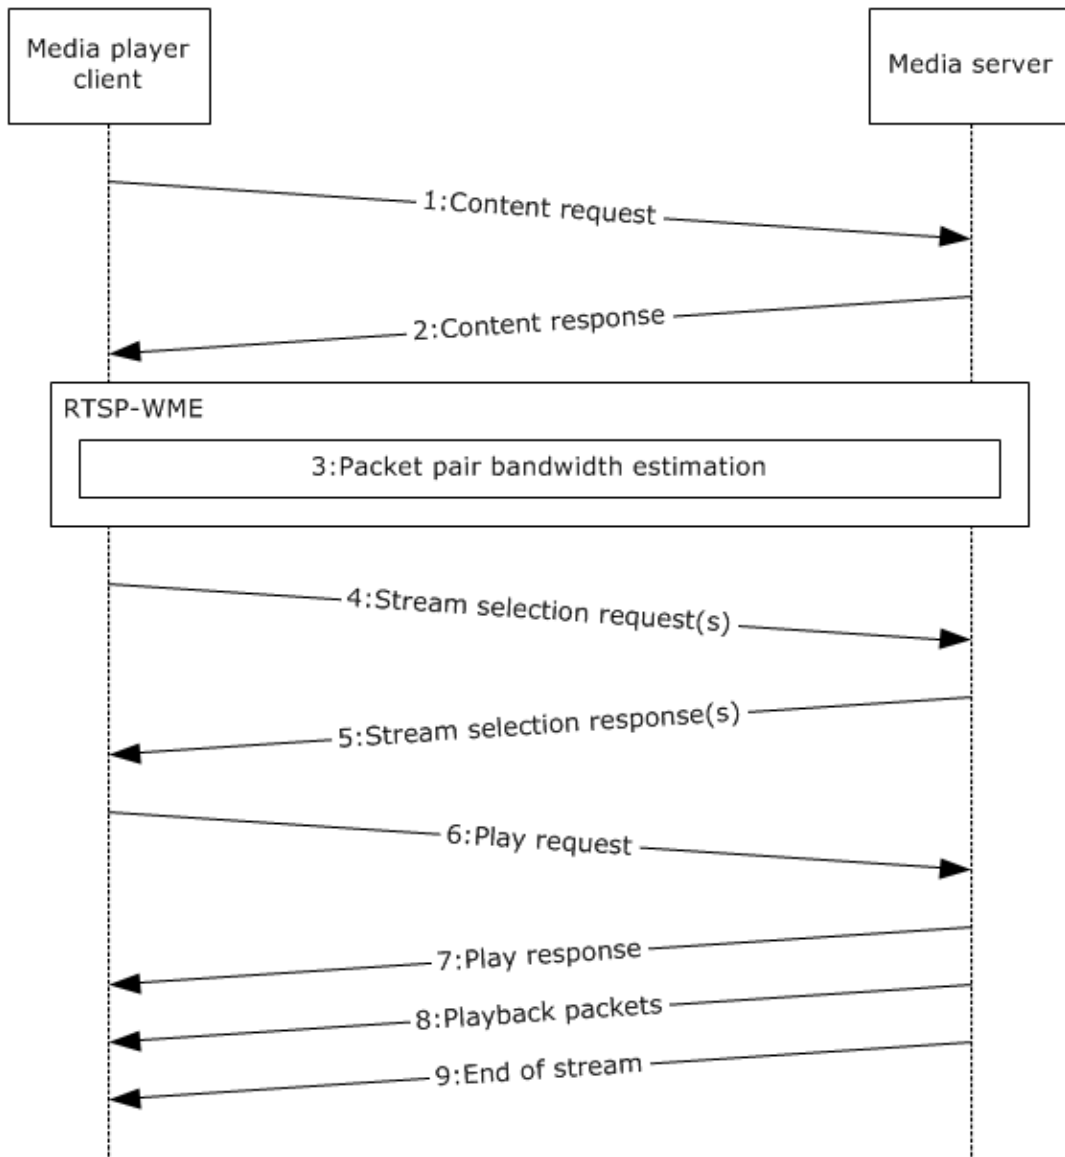 Media player
client
Media server
1:Content request
2:Content response
RTSP-WME
3:Packet pair bandwidth estimation
4:Stream selection request(s)
5:Stream selection response(s)
6:Play request
7:Play response
8:Playback packets
9:End of stream